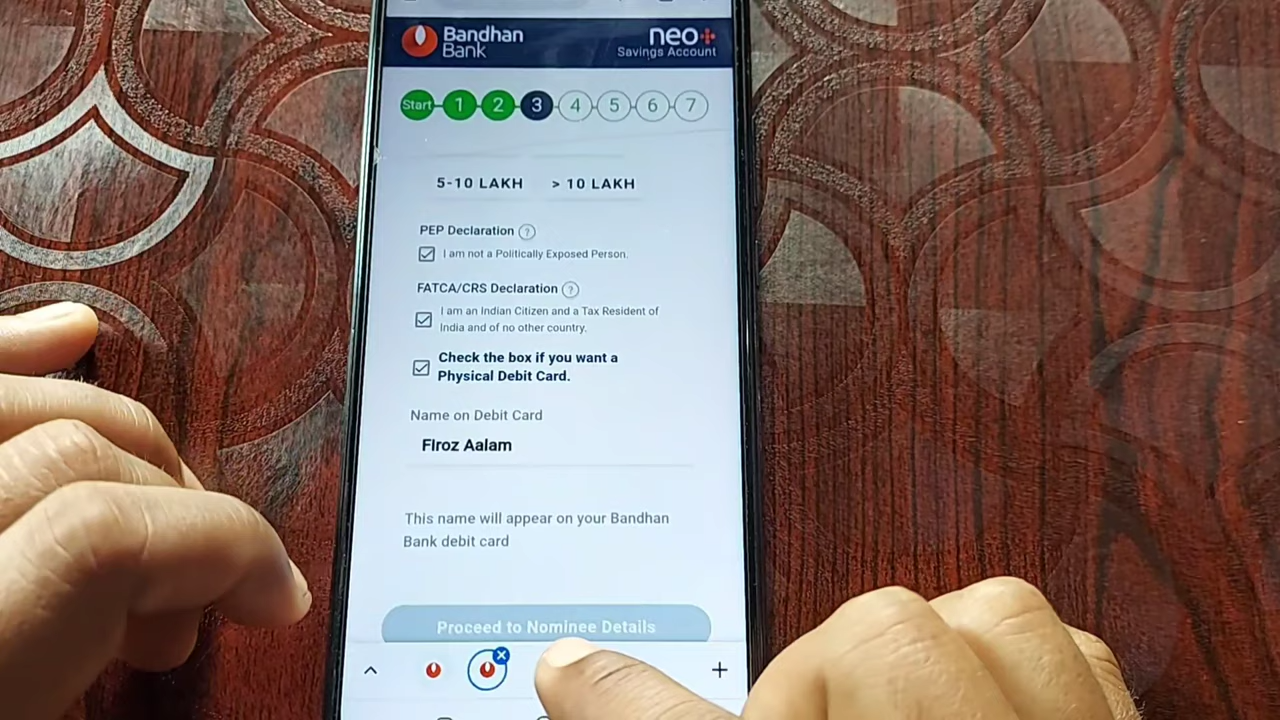 Bandhan
Bank
neo+
Savings Account
Start 1 2 3 4 5 6 7
5-10 LAKH > 10 LAKH
PEP Declaration ?
I am not a Politically Exposed Person.
FATCA/CRS Declaration ?
I am an Indian Citizen and a Tax Resident of
India and of no other country.
Check the box if you want a
Physical Debit Card.
Name on Debit Card
FIroz Aalam
This name will appear on your Bandhan
Bank debit card
Proceed to Nominee Details